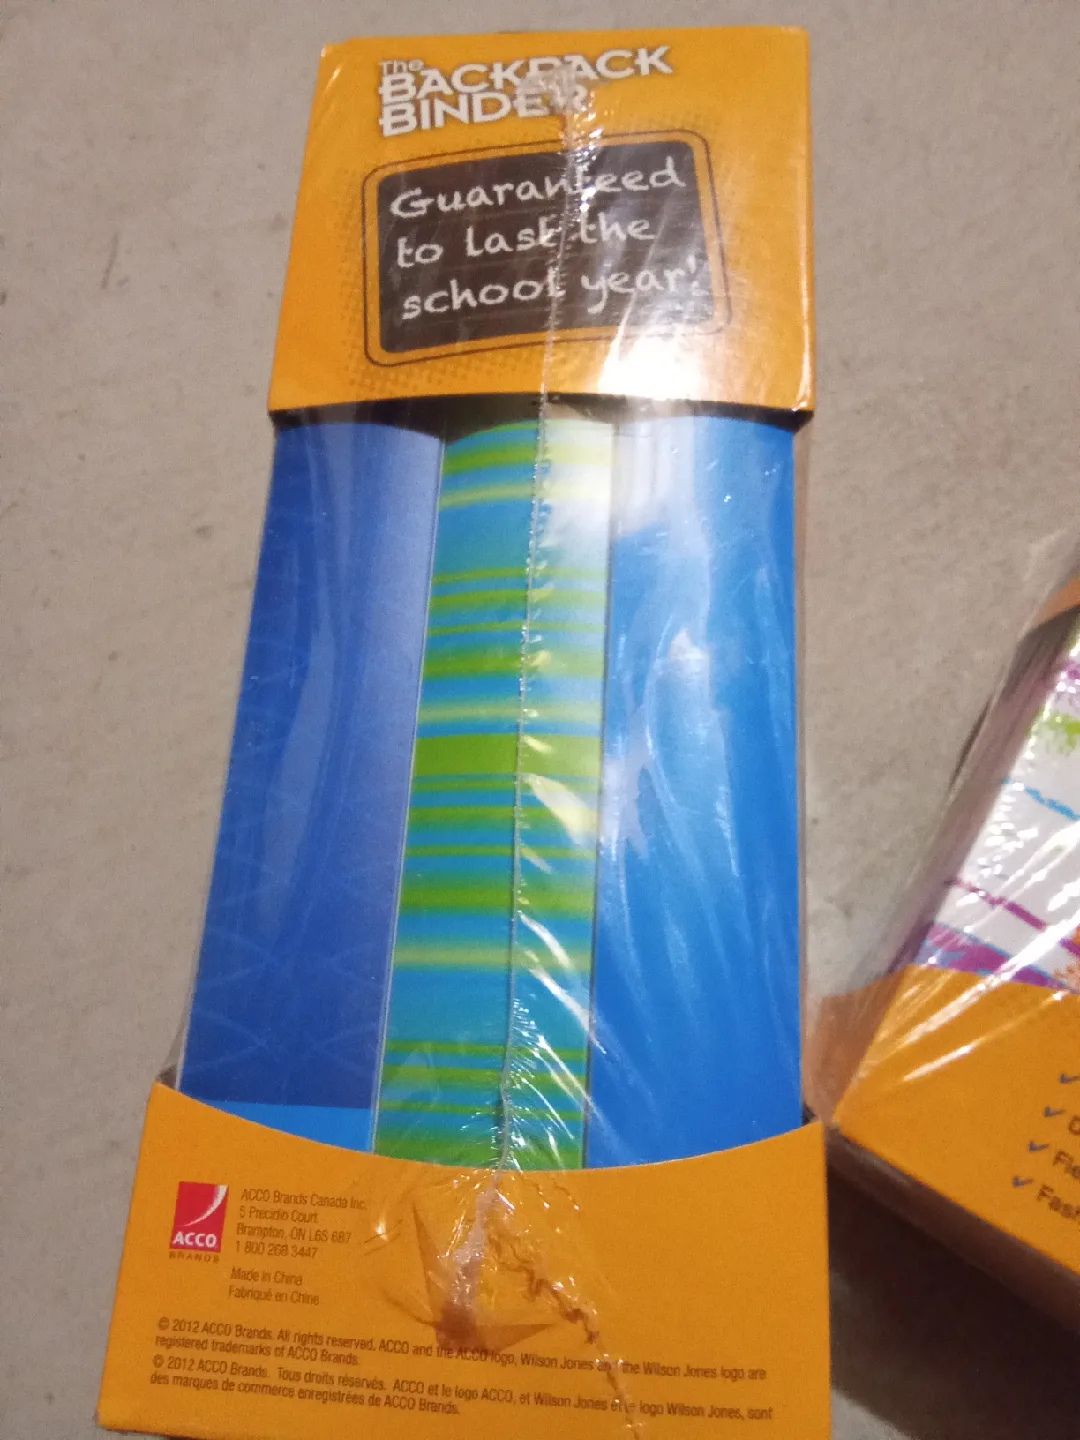 The
BACKPACK
BINDER
Guaranteed
to last the
school year!
ACCO
BRANDS
ACCO Brands Canada Inc.
5 Precidio Court
Brampton, ON L6S 6B7
1 800 268 3447
Made in China
Fabriqué en Chine
© 2012 ACCO Brands. All rights reserved. ACCO and the ACCO logo, Wilson Jones and the Wilson Jones logo are
registered trademarks of ACCO Brands.
© 2012 ACCO Brands. Tous droits réservés. ACCO et le logo ACCO, et Wilson Jones et le logo Wilson Jones, sont
des marques de commerce enregistrées de ACCO Brands.